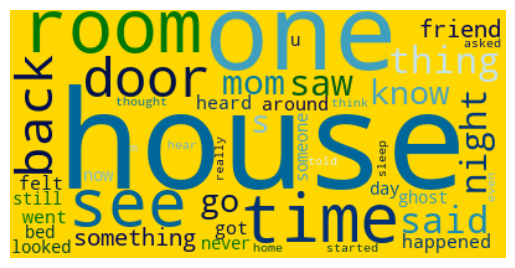 room
one
u
friend
asked
thing
door
mom
saw
know
back
thought
heard
around
think
house
s
someone
night
hear
really
told
sleep
even
now
felt
still
see
go
time
day
ghost
said
went
bed
something
got
never
happened
looked
home
started